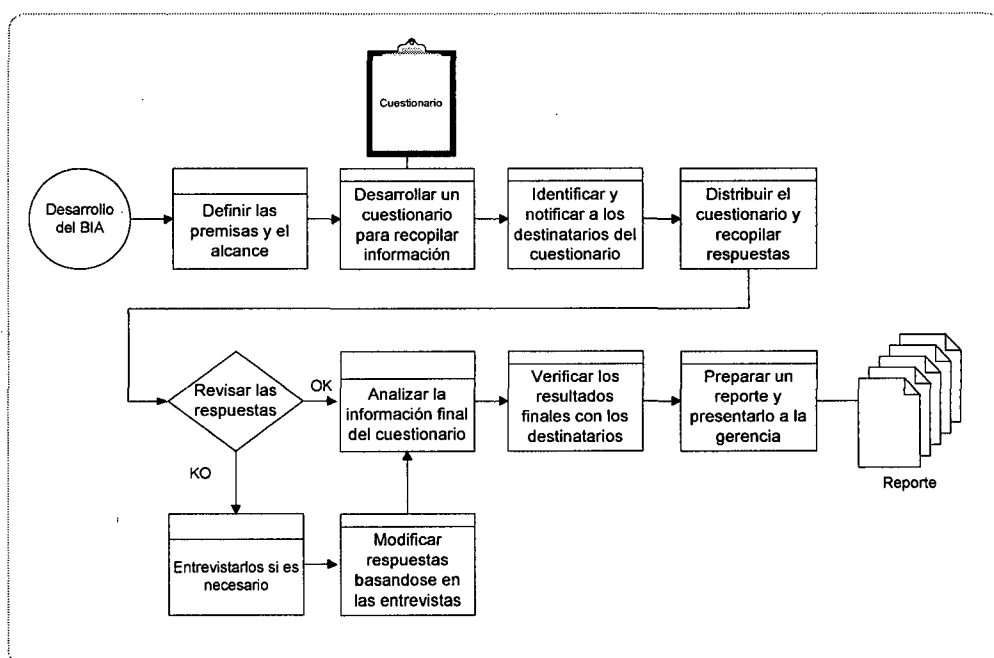 Cuestionario
Desarrollo
del BIA
Definir las
premisas y el
alcance
Desarrollar un
cuestionario
para recopilar
información
Identificar y
notificar a los
destinatarios del
cuestionario
Distribuir el
cuestionario y
recopilar
respuestas
Revisar las
respuestas
OK
Analizar la
información final
del cuestionario
Verificar los
resultados
finales con los
destinatarios
Preparar un
reporte y
presentarlo a la
gerencia
Reporte
KO
Entrevistarlos si es
necesario
Modificar
respuestas
basandose en
las entrevistas